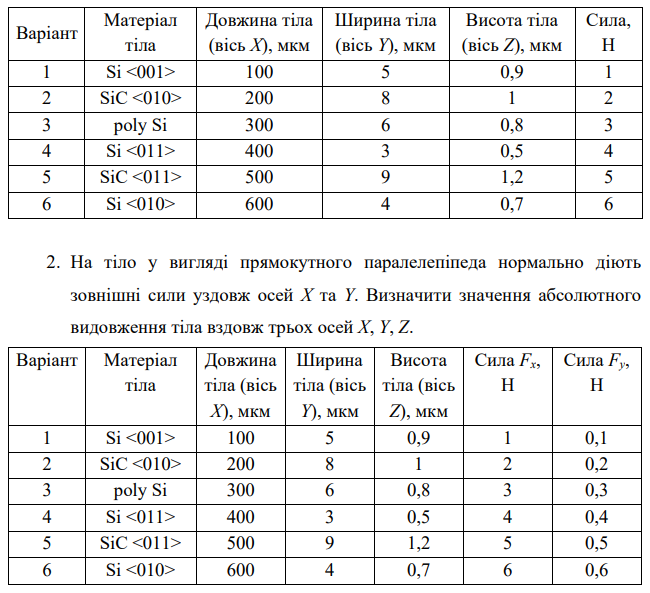 Варіант Матеріал тіла Довжина тіла (вісь X), мкм Ширина тіла (вісь Y), мкм Висота тіла (вісь Z), мкм Сила, Н
1 Si <001> 100 5 0,9 1
2 SiC <010> 200 8 1 2
3 poly Si 300 6 0,8 3
4 Si <011> 400 3 0,5 4
5 SiC <011> 500 9 1,2 5
6 Si <010> 600 4 0,7 6
2. На тіло у вигляді прямокутного паралелепіпеда нормально діють
зовнішні сили уздовж осей X та Y. Визначити значення абсолютного
видовження тіла вздовж трьох осей X, Y, Z.
Варіант Матеріал тіла Довжина тіла (вісь X), мкм Ширина тіла (вісь Y), мкм Висота тіла (вісь Z), мкм Сила Fx, Н Сила Fy, Н
1 Si <001> 100 5 0,9 1 0,1
2 SiC <010> 200 8 1 2 0,2
3 poly Si 300 6 0,8 3 0,3
4 Si <011> 400 3 0,5 4 0,4
5 SiC <011> 500 9 1,2 5 0,5
6 Si <010> 600 4 0,7 6 0,6